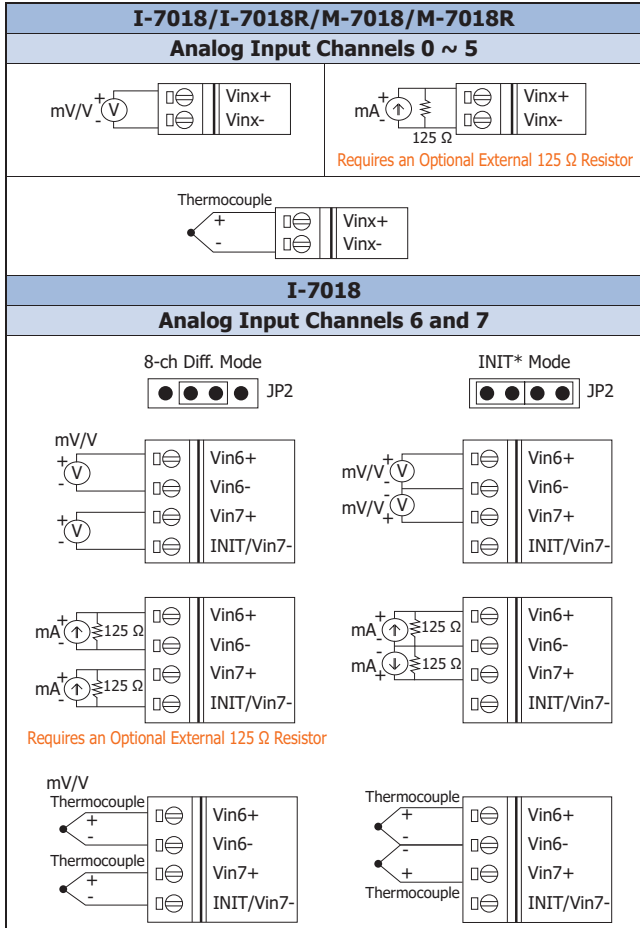 I-7018/I-7018R/M-7018/M-7018R
Analog Input Channels 0 ~ 5
mV/V
+
-
V
Vinx+
Vinx-
mA
+
-
125 Ω
Vinx+
Vinx-
Requires an Optional External 125 Ω Resistor
Thermocouple
+
-
Vinx+
Vinx-
I-7018
Analog Input Channels 6 and 7
8-ch Diff. Mode
JP2
INIT* Mode
JP2
mV/V
+
V
-
+
V
-
Vin6+
Vin6-
Vin7+
INIT/Vin7-
mV/V
+
V
-
-
mV/V
V
+
Vin6+
Vin6-
Vin7+
INIT/Vin7-
mA
+
-
125 Ω
mA
+
-
125 Ω
Vin6+
Vin6-
Vin7+
INIT/Vin7-
Requires an Optional External 125 Ω Resistor
mA
+
-
125 Ω
mA
-
+
125 Ω
Vin6+
Vin6-
Vin7+
INIT/Vin7-
mV/V
Thermocouple
+
-
Thermocouple
+
-
Vin6+
Vin6-
Vin7+
INIT/Vin7-
Thermocouple
+
-
-
+
Thermocouple
Vin6+
Vin6-
Vin7+
INIT/Vin7-